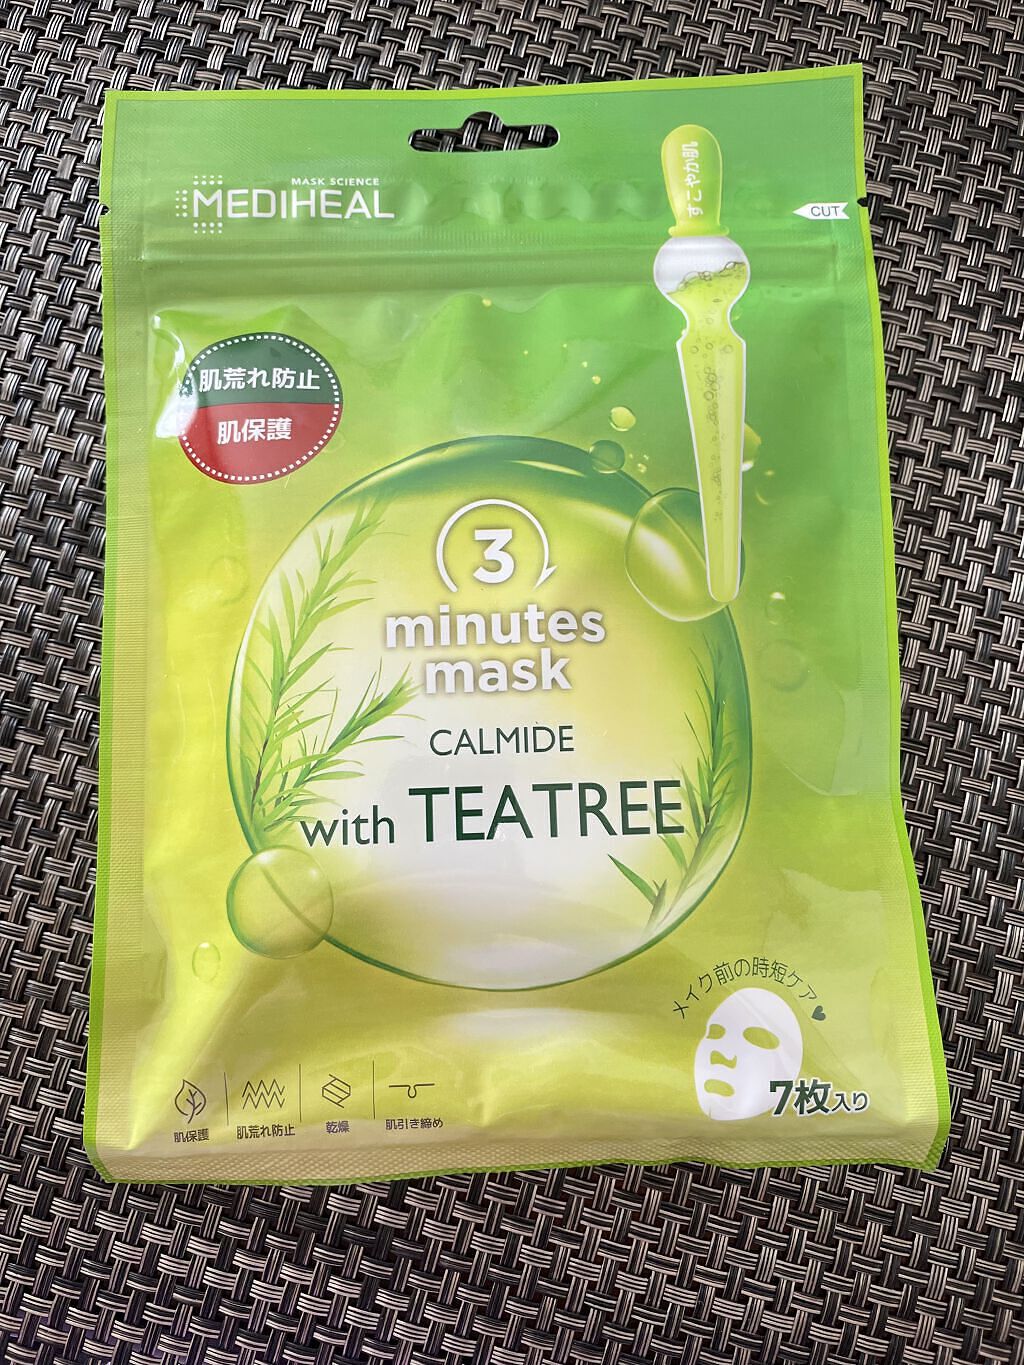 MASK SCIENCE
MEDIHEAL
すこやか肌
CUT
肌荒れ防止
肌保護
3
minutes
mask
CALMIDE
with TEATREE
メイク前の時短ケア♥
7枚入り
肌保護
肌荒れ防止
乾燥
肌引き締め